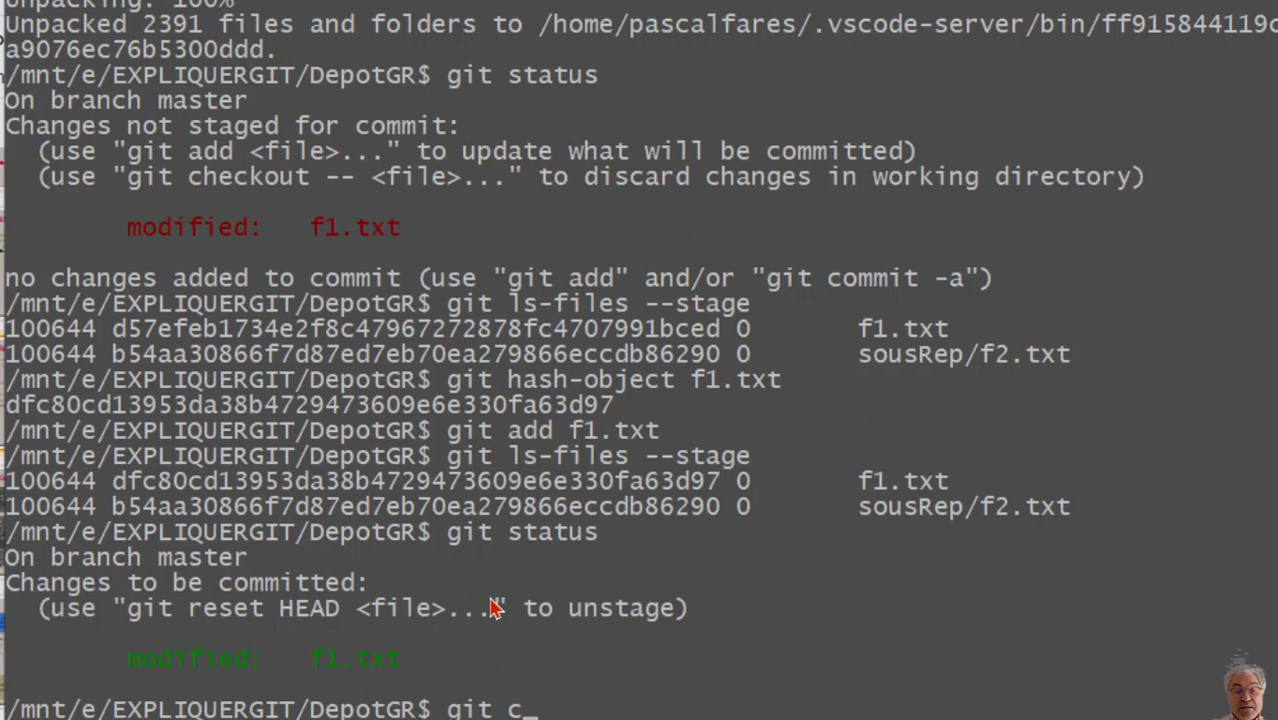 Unpacking: 100%
Unpacked 2391 files and folders to /home/pascalfares/.vscode-server/bin/ff915844119c
a9076ec76b5300ddd.
/mnt/e/EXPLIQUERGIT/DepotGR$ git status
On branch master
Changes not staged for commit:
  (use "git add <file>..." to update what will be committed)
  (use "git checkout -- <file>..." to discard changes in working directory)
        modified:   f1.txt
no changes added to commit (use "git add" and/or "git commit -a")
/mnt/e/EXPLIQUERGIT/DepotGR$ git ls-files --stage
100644 d57efeb1734e2f8c47967272878fc4707991bced 0       f1.txt
100644 b54aa30866f7d87ed7eb70ea279866eccdb86290 0       sousRep/f2.txt
/mnt/e/EXPLIQUERGIT/DepotGR$ git hash-object f1.txt
dfc80cd13953da38b4729473609e6e330fa63d97
/mnt/e/EXPLIQUERGIT/DepotGR$ git add f1.txt
/mnt/e/EXPLIQUERGIT/DepotGR$ git ls-files --stage
100644 dfc80cd13953da38b4729473609e6e330fa63d97 0       f1.txt
100644 b54aa30866f7d87ed7eb70ea279866eccdb86290 0       sousRep/f2.txt
/mnt/e/EXPLIQUERGIT/DepotGR$ git status
On branch master
Changes to be committed:
  (use "git reset HEAD <file>..." to unstage)
        modified:   f1.txt
/mnt/e/EXPLIQUERGIT/DepotGR$ git c_